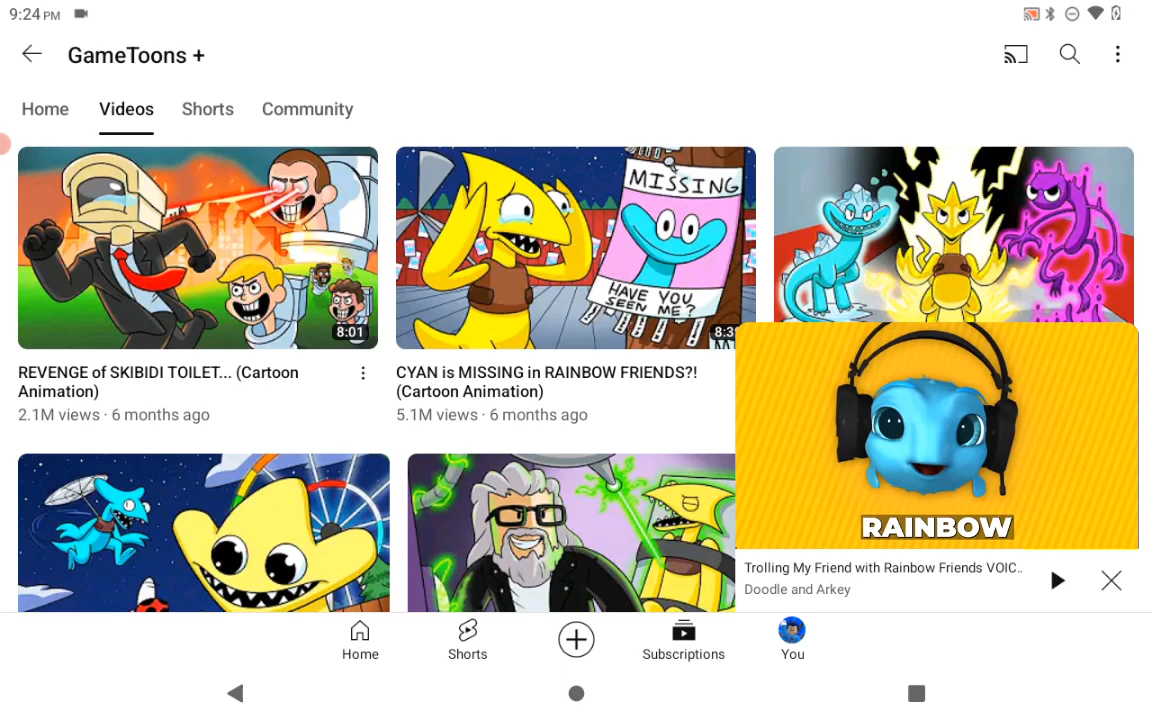 9:24 PM
GameToons +
Home Videos Shorts Community
MISSING
HAVE YOU
SEEN ME?
8:01
REVENGE of SKIBIDI TOILET... (Cartoon
Animation)
2.1M views · 6 months ago
CYAN is MISSING in RAINBOW FRIENDS?!
(Cartoon Animation)
5.1M views · 6 months ago
RAINBOW
Trolling My Friend with Rainbow Friends VOIC..
Doodle and Arkey
Home Shorts Subscriptions You